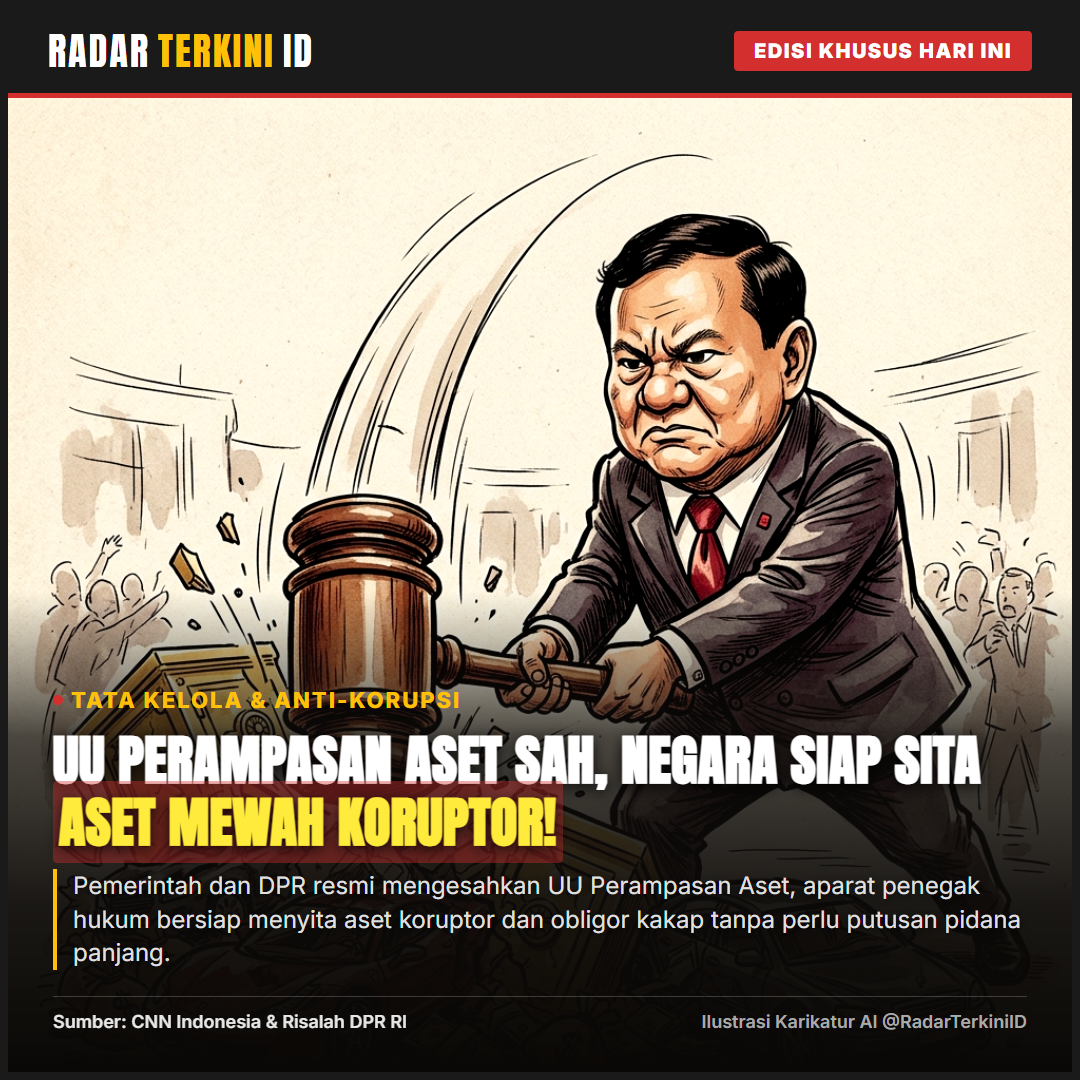 RADAR TERKINI ID
EDISI KHUSUS HARI INI
• TATA KELOLA & ANTI-KORUPSI
UU PERAMPASAN ASET SAH, NEGARA SIAP SITA
ASET MEWAH KORUPTOR!
Pemerintah dan DPR resmi mengesahkan UU Perampasan Aset, aparat penegak
hukum bersiap menyita aset koruptor dan obligor kakap tanpa perlu putusan pidana
panjang.
Sumber: CNN Indonesia & Risalah DPR RI
Ilustrasi Karikatur AI @RadarTerkiniID